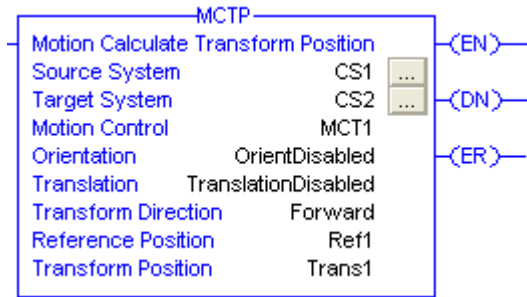 MCTP
Motion Calculate Transform Position (EN)
Source System CS1 ...
Target System CS2 ... (DN)
Motion Control MCT1
Orientation OrientDisabled (ER)
Translation TranslationDisabled
Transform Direction Forward
Reference Position Ref1
Transform Position Trans1